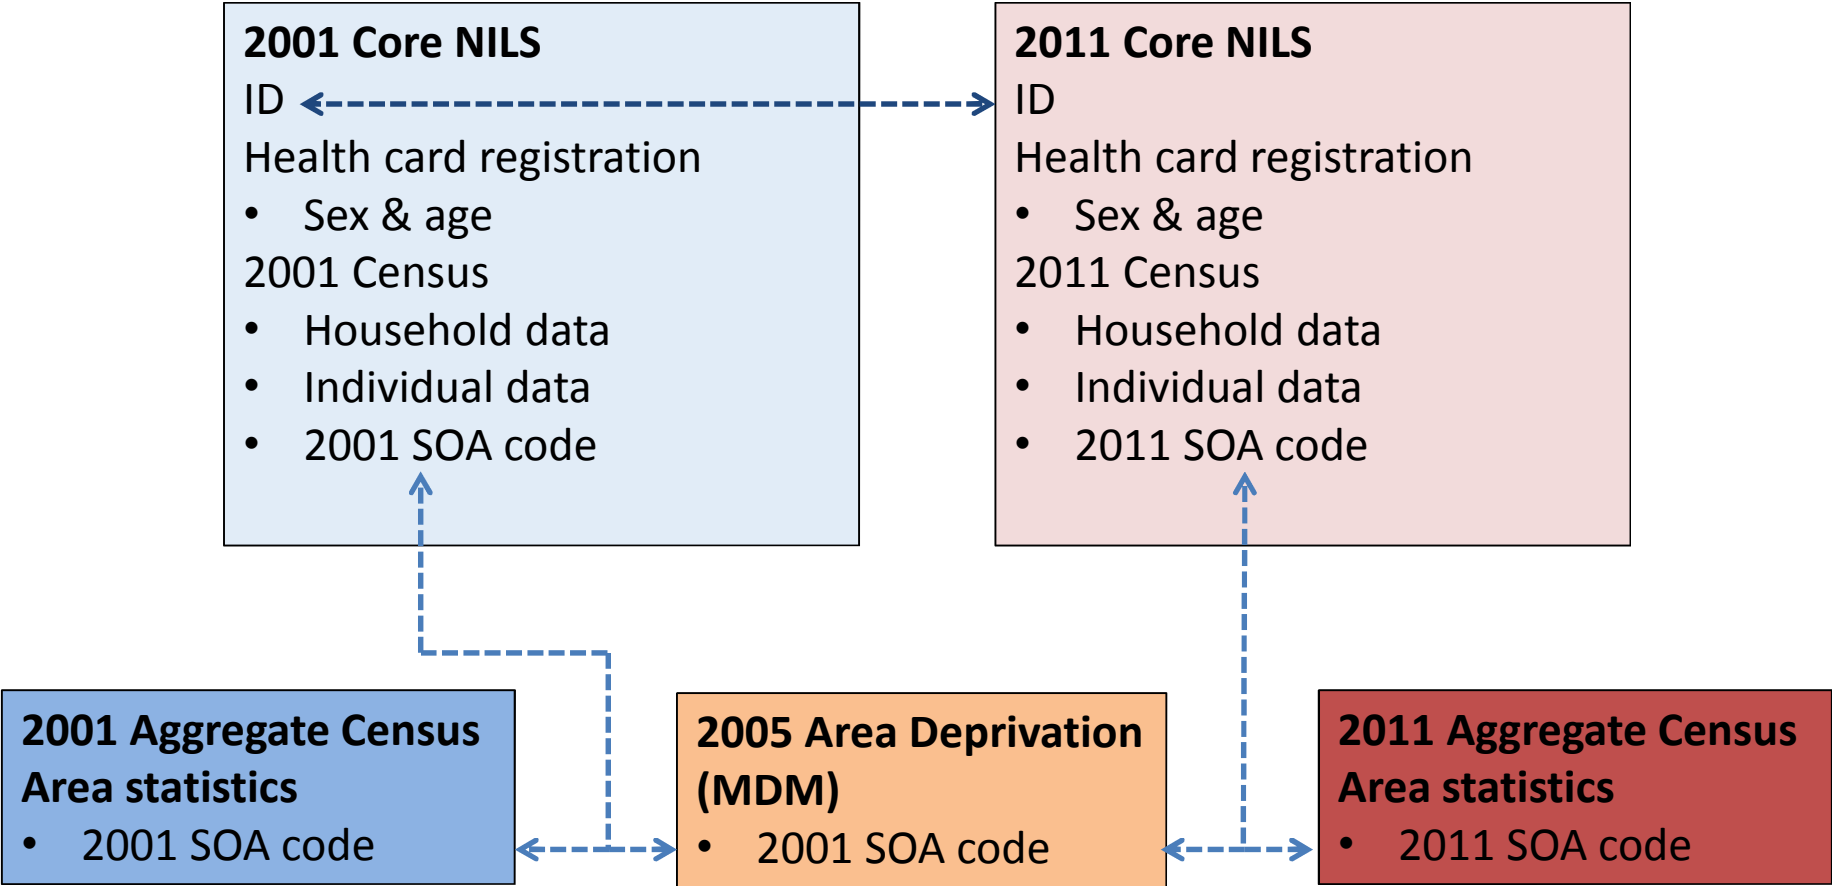 2001 Core NILS
ID
Health card registration
• Sex & age
2001 Census
• Household data
• Individual data
• 2001 SOA code
2011 Core NILS
ID
Health card registration
• Sex & age
2011 Census
• Household data
• Individual data
• 2011 SOA code
2001 Aggregate Census
Area statistics
• 2001 SOA code
2005 Area Deprivation
(MDM)
• 2001 SOA code
2011 Aggregate Census
Area statistics
• 2011 SOA code